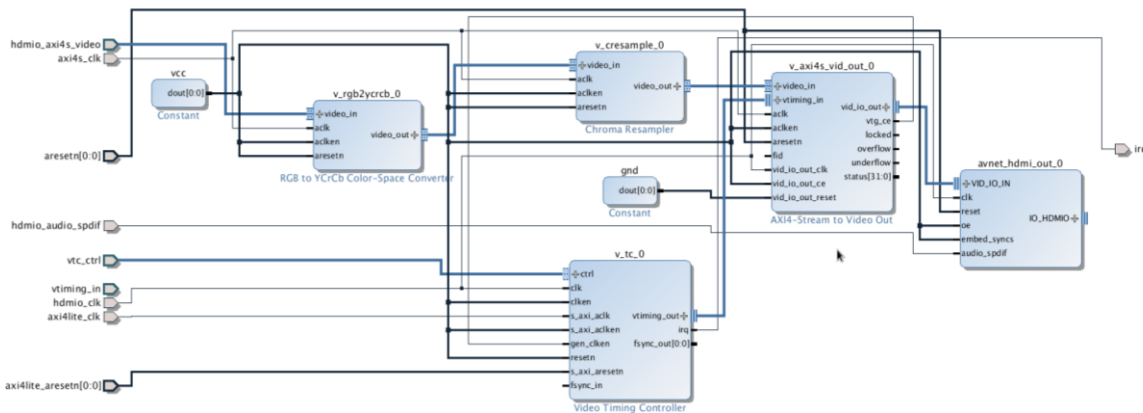 hdmio_axi4s_video
axi4s_clk
aresetn[0:0]
hdmio_audio_spdif
vtc_ctrl
vtiming_in
hdmio_clk
axi4lite_clk
axi4lite_aresetn[0:0]
vcc
dout[0:0]
Constant
v_rgb2ycrcb_0
video_in
aclk
aclken
aresetn
video_out
RGB to YCrCb Color-Space Converter
v_cresample_0
video_in
aclk
aclken
aresetn
video_out
Chroma Resampler
gnd
dout[0:0]
Constant
v_tc_0
ctrl
clk
clken
s_axi_aclk
s_axi_aclken
gen_clken
resetn
s_axi_aresetn
fsync_in
vtiming_out
irq
fsync_out[0:0]
Video Timing Controller
v_axi4s_vid_out_0
video_in
vtiming_in
aclk
aclken
aresetn
fid
vid_io_out_clk
vid_io_out_ce
vid_io_out_reset
vid_io_out
vtg_ce
locked
overflow
underflow
status[31:0]
AXI4-Stream to Video Out
avnet_hdmi_out_0
VID_IO_IN
clk
reset
oe
embed_syncs
audio_spdif
IO_HDMIO